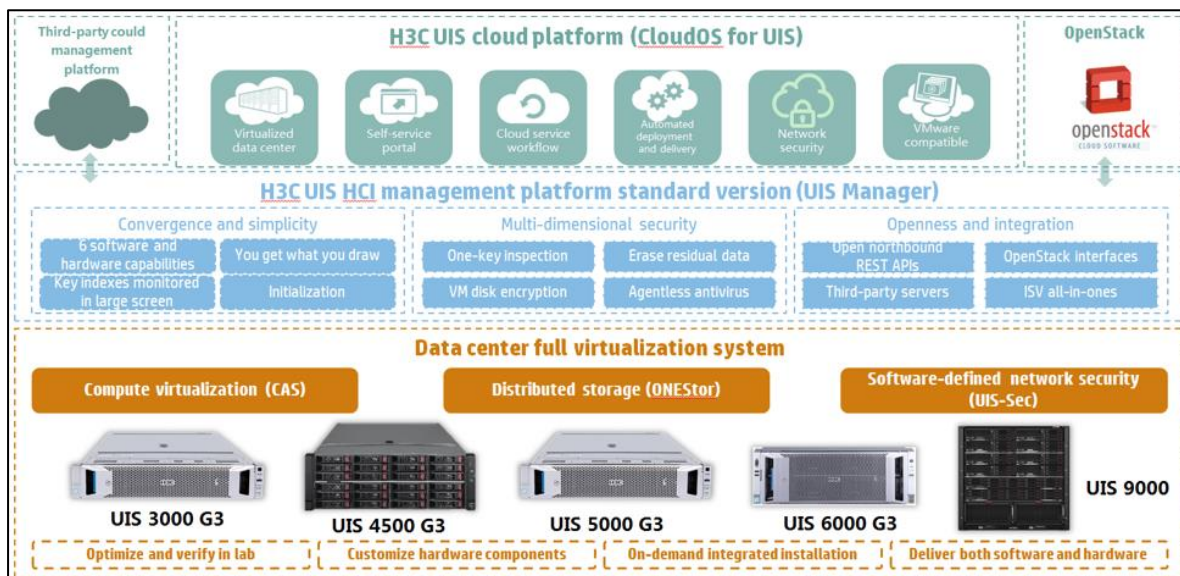 Third-party could
management
platform
H3C UIS cloud platform (CloudOS for UIS)
OpenStack
Virtualized
data center
Self-service
portal
Cloud service
workflow
Automated
deployment
and delivery
Network
security
VMware
compatible
openstack
CLOUD SOFTWARE
H3C UIS HCI management platform standard version (UIS Manager)
Convergence and simplicity
Multi-dimensional security
Openness and integration
6 software and
hardware capabilities
You get what you draw
One-key inspection
Erase residual data
Open northbound
REST APIs
OpenStack interfaces
Key indexes monitored
in large screen
Initialization
VM disk encryption
Agentless antivirus
Third-party servers
ISV all-in-ones
Data center full virtualization system
Compute virtualization (CAS)
Distributed storage (ONEStor)
Software-defined network security
(UIS-Sec)
UIS 3000 G3
UIS 4500 G3
UIS 5000 G3
UIS 6000 G3
UIS 9000
Optimize and verify in lab
Customize hardware components
On-demand integrated installation
Deliver both software and hardware